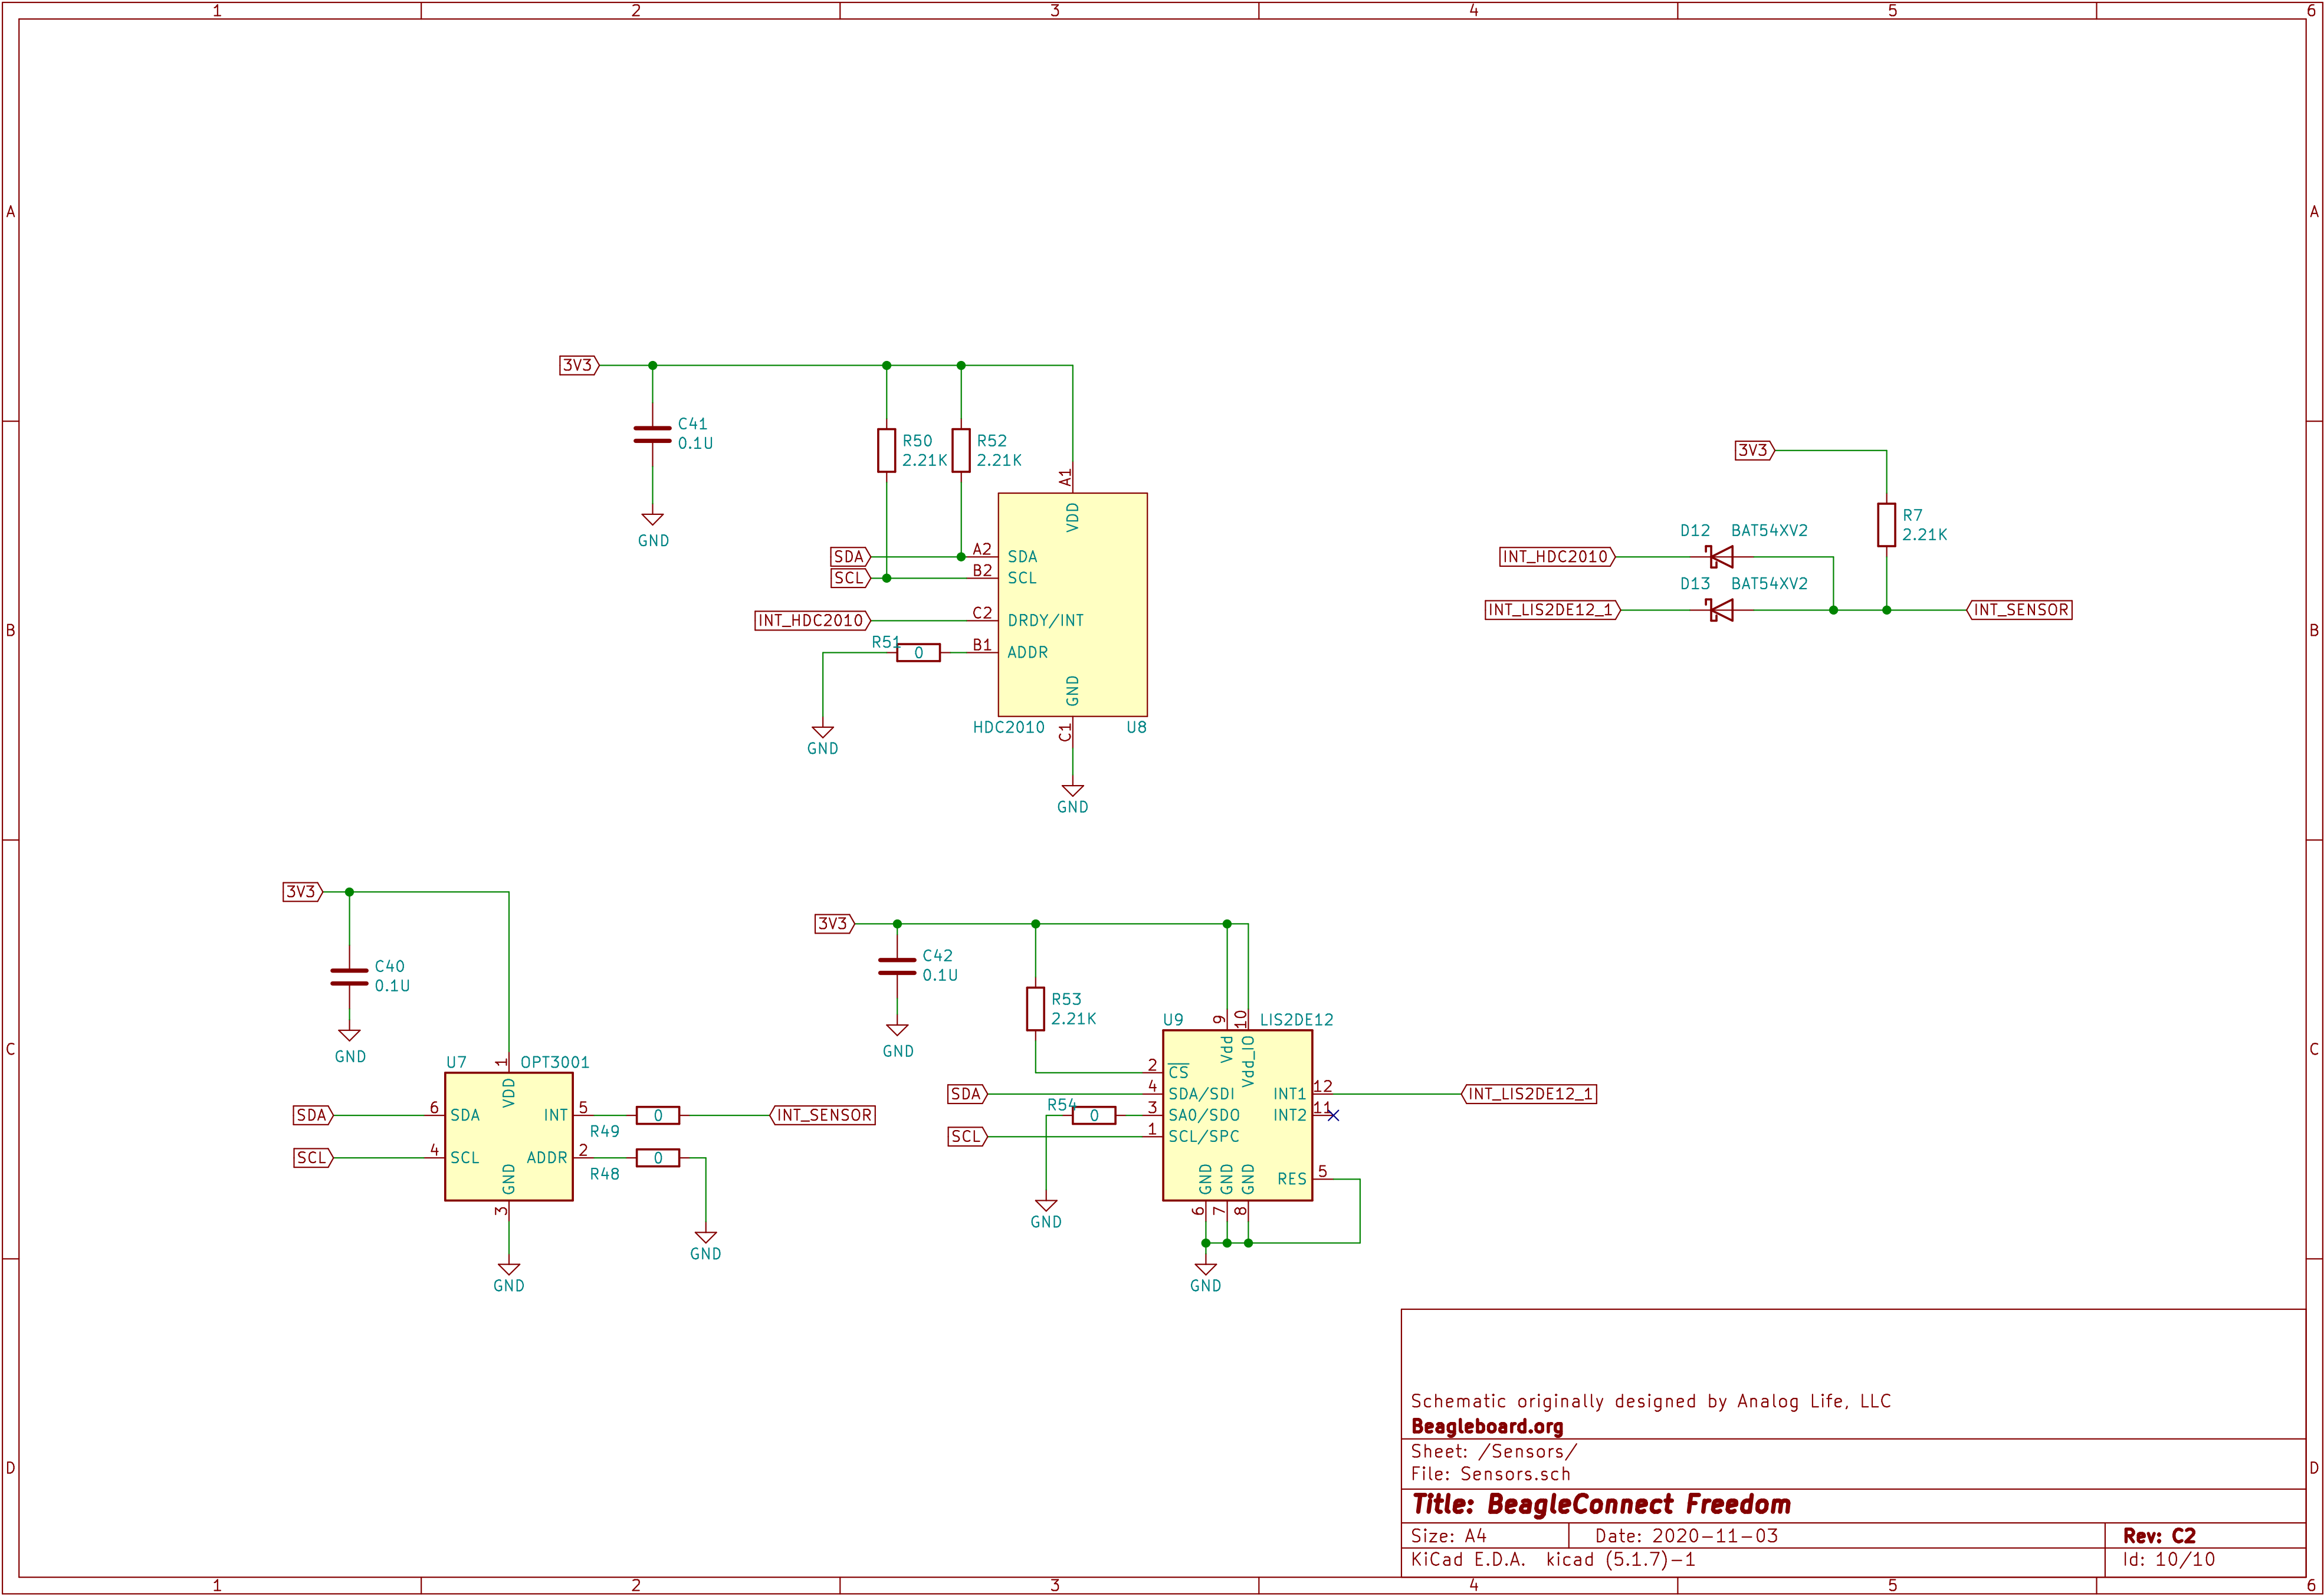 1 2 3 4 5 6
A A
3V3
C41
0.1U
GND
R50
2.21K
R52
2.21K
A1
VDD
SDA A2 SDA
SCL B2 SCL
INT_HDC2010 C2 DRDY/INT
R51 0 B1 ADDR
GND
GND
HDC2010 C1 U8
GND
3V3
R7
2.21K
D12 BAT54XV2
INT_HDC2010
D13 BAT54XV2
INT_LIS2DE12_1 INT_SENSOR
B B
3V3
C40
0.1U
GND
U7 1 OPT3001
VDD
SDA 6 SDA INT 5 0 INT_SENSOR
R49
SCL 4 SCL ADDR 2 0
R48
GND
3
GND
GND
3V3
C42
0.1U
GND
R53
2.21K
U9 9 10 LIS2DE12
Vdd Vdd_IO
2 CS
SDA 4 SDA/SDI INT1 12 INT_LIS2DE12_1
R54 0 3 SA0/SDO INT2 11
SCL 1 SCL/SPC
GND GND GND RES 5
GND
6 7 8
GND
C C
Schematic originally designed by Analog Life, LLC
Beagleboard.org
Sheet: /Sensors/
File: Sensors.sch
Title: BeagleConnect Freedom
Size: A4 Date: 2020-11-03 Rev: C2
KiCad E.D.A. kicad (5.1.7)-1 Id: 10/10
D D
1 2 3 4 5 6